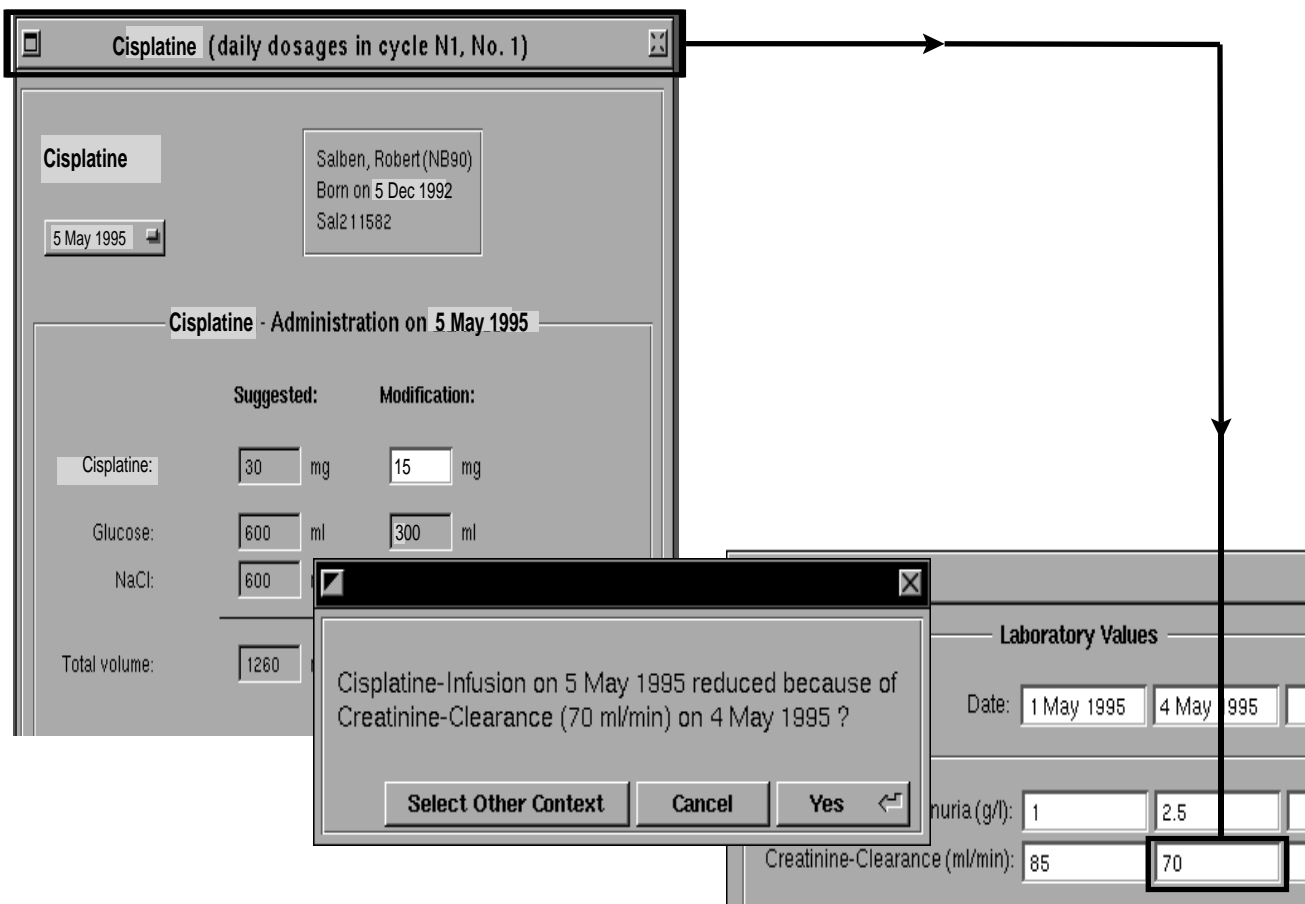 Cisplatine (daily dosages in cycle N1, No. 1)
Cisplatine
Salben, Robert (NB90)
Born on 5 Dec 1992
Sal211582
5 May 1995
Cisplatine - Administration on 5 May 1995
Suggested: Modification:
Cisplatine: 30 mg 15 mg
Glucose: 600 ml 300 ml
NaCl: 600
Total volume: 1260
Cisplatine-Infusion on 5 May 1995 reduced because of
Creatinine-Clearance (70 ml/min) on 4 May 1995 ?
Select Other Context Cancel Yes
Laboratory Values
Date: 1 May 1995 4 May 1995
nuria (g/l): 1 2.5
Creatinine-Clearance (ml/min): 85 70